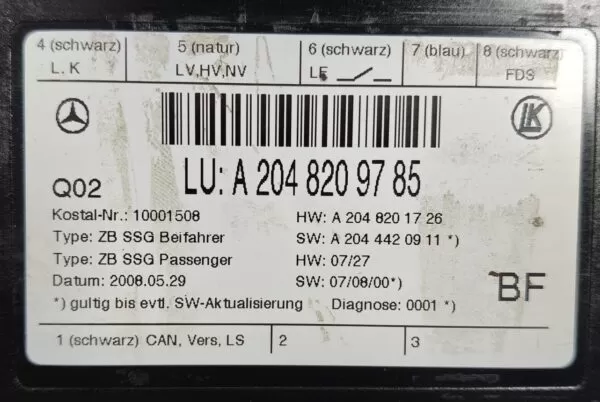 4 (schwarz) 5 (natur) 6 (schwarz) 7 (blau) 8 (schwarz)
L. K LV,HV,NV LF FDS
LK
LU: A 204 820 97 85
Q02
Kostal-Nr.: 10001508 HW: A 204 820 17 26
Type: ZB SSG Beifahrer SW: A 204 442 09 11 *)
Type: ZB SSG Passenger HW: 07/27
Datum: 2008.05.29 SW: 07/08/00*)
BF
*) gultig bis evtl. SW-Aktualisierung Diagnose: 0001 *)
1 (schwarz) CAN, Vers, LS 2 3